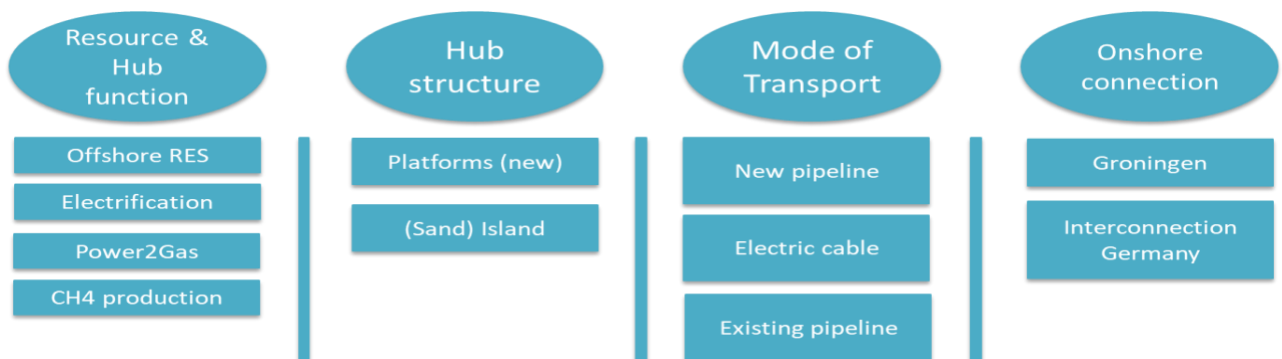 Resource &
Hub
function
Offshore RES
Electrification
Power2Gas
CH4 production
Hub
structure
Platforms (new)
(Sand) Island
Mode of
Transport
New pipeline
Electric cable
Existing pipeline
Onshore
connection
Groningen
Interconnection
Germany